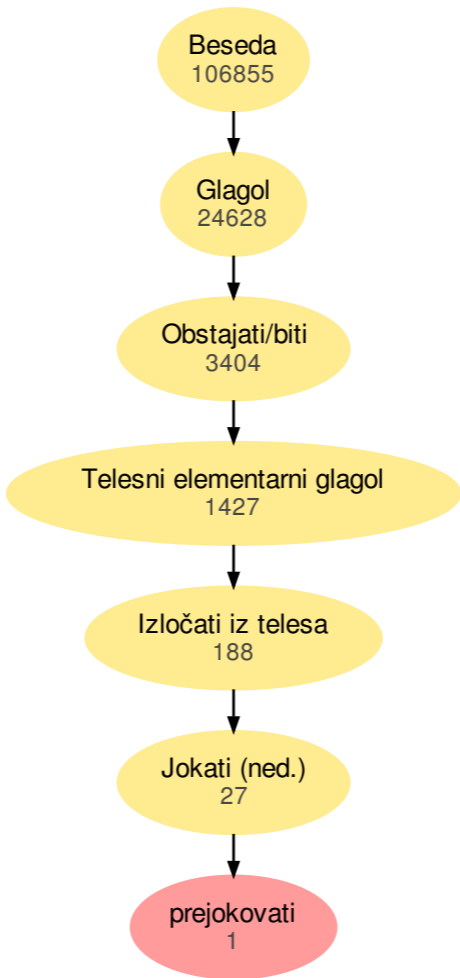 Beseda
106855
Glagol
24628
Obstajati/biti
3404
Telesni elementarni glagol
1427
Izločati iz telesa
188
Jokati (ned.)
27
prejokovati
1